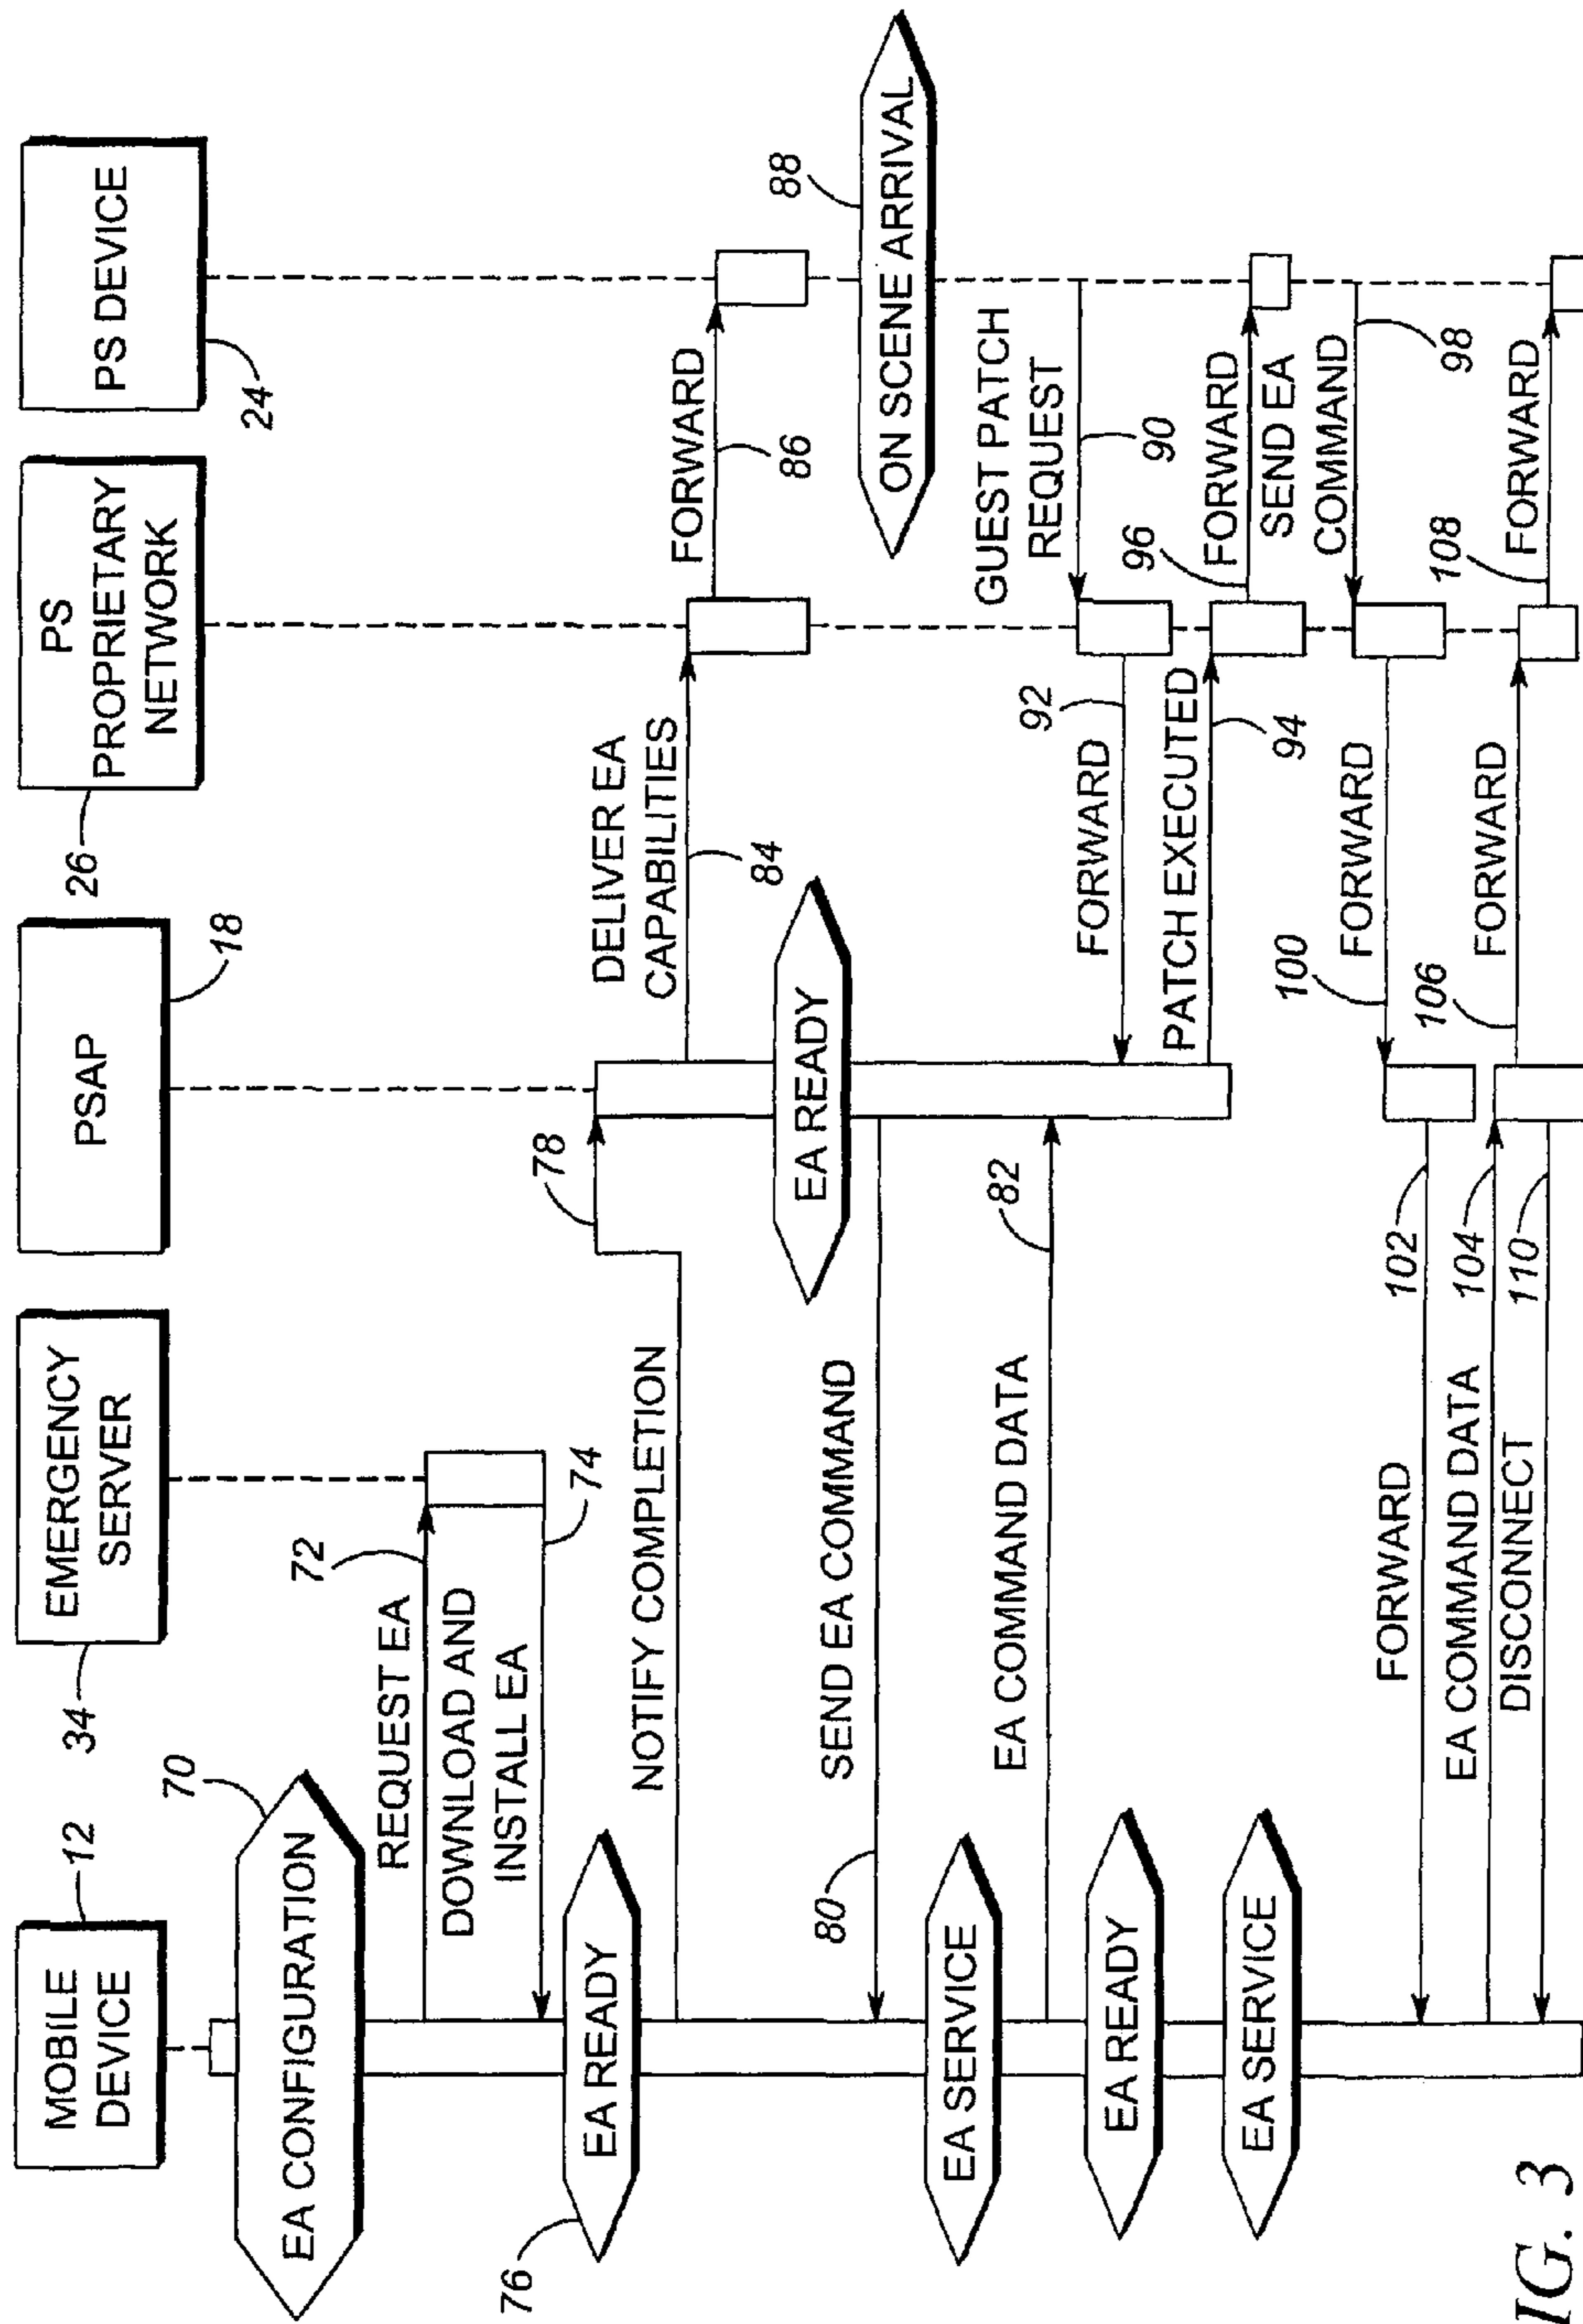 MOBILE
DEVICE
12
EMERGENCY
SERVER
34
PSAP
18
PS
PROPRIETARY
NETWORK
26
PS DEVICE
24
EA CONFIGURATION
70
REQUEST EA
72
DOWNLOAD AND
INSTALL EA
74
EA READY
76
NOTIFY COMPLETION
78
DELIVER EA
CAPABILITIES
84
FORWARD
86
EA READY
ON SCENE ARRIVAL
88
SEND EA COMMAND
80
EA SERVICE
EA COMMAND DATA
82
GUEST PATCH
REQUEST
90
FORWARD
92
EA READY
PATCH EXECUTED
94
FORWARD
96
EA SERVICE
SEND EA
COMMAND
98
FORWARD
100
FORWARD
102
EA COMMAND DATA
104
FORWARD
106
FORWARD
108
DISCONNECT
110
IG. 3